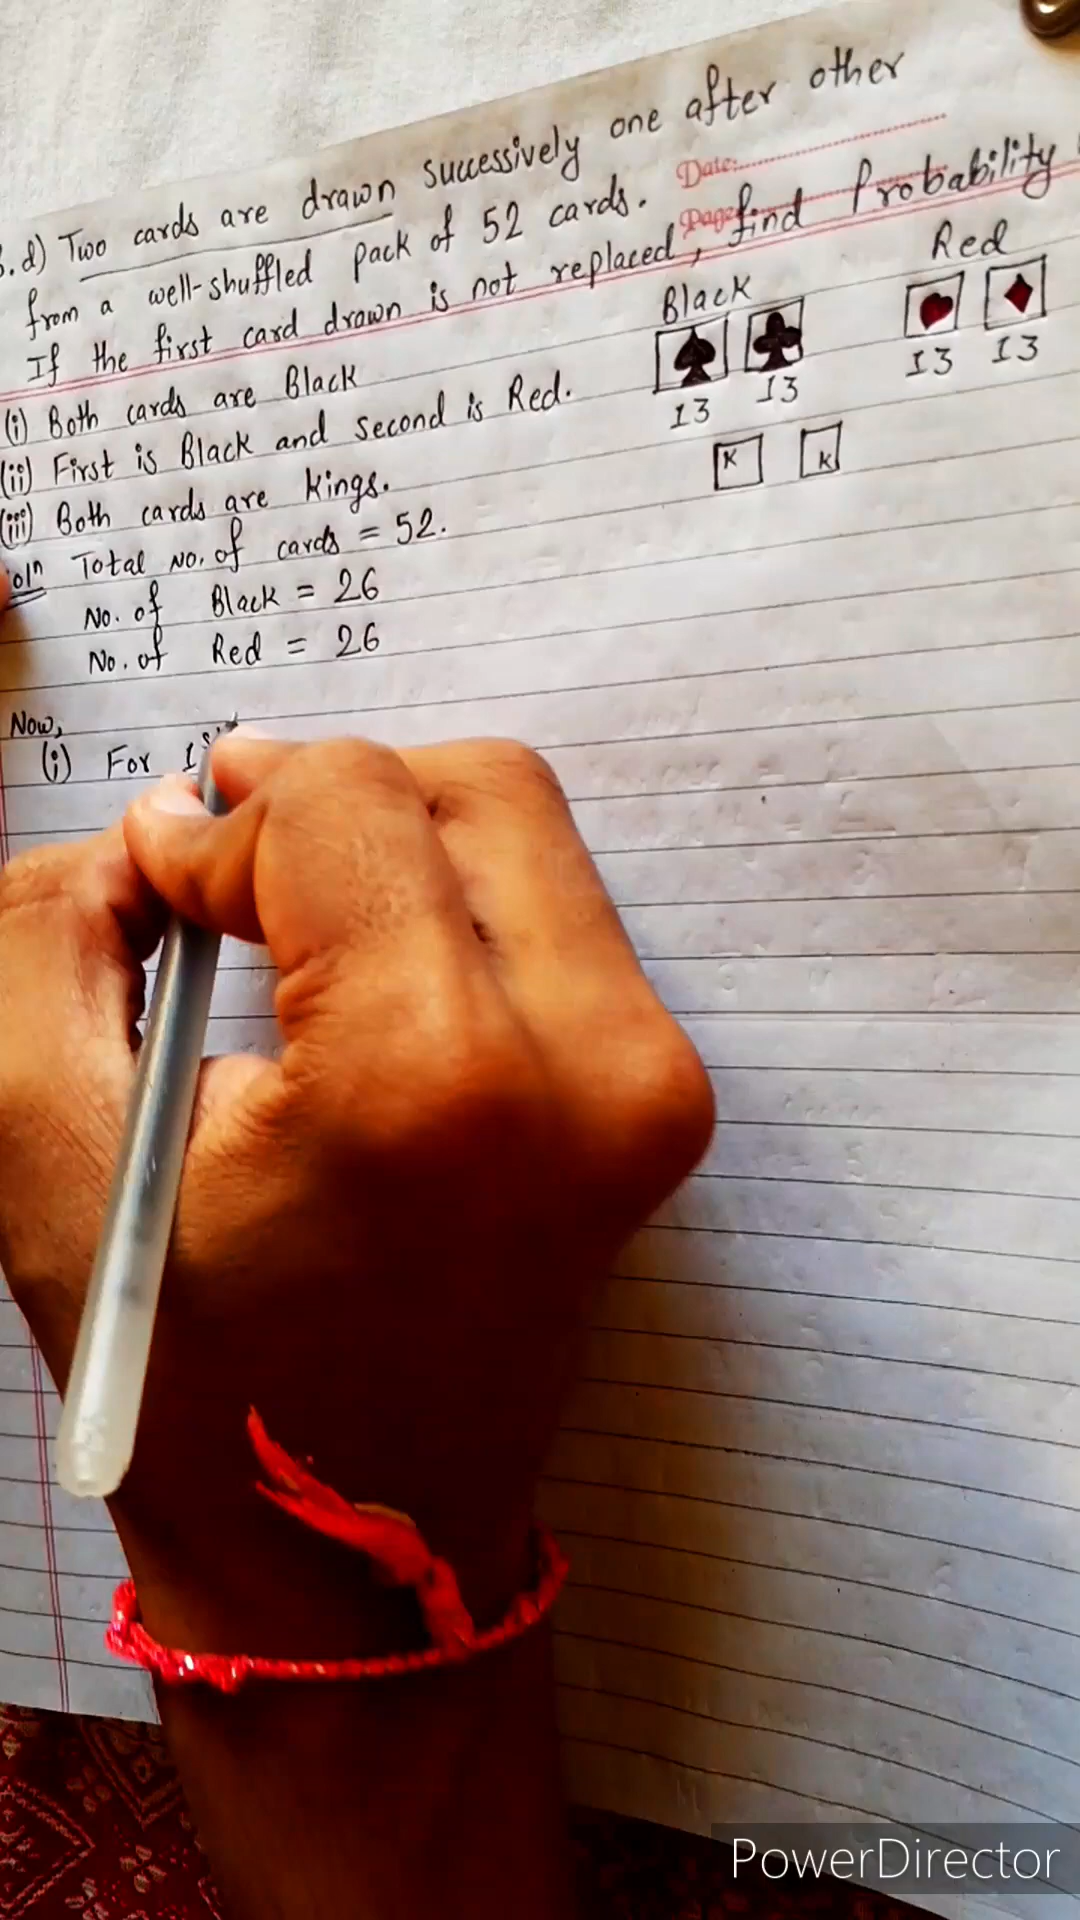 3.d) Two cards are drawn successively one after other
from a well-shuffled pack of 52 cards.
Date:
Page:
If the first card drawn is not replaced, find Probability
Black
Red
13 13
13 13
(i) Both cards are Black
(ii) First is Black and second is Red.
K K
(iii) Both cards are kings.
Soln Total No. of cards = 52.
No. of Black = 26
No. of Red = 26
Now,
(i) For 1st
PowerDirector